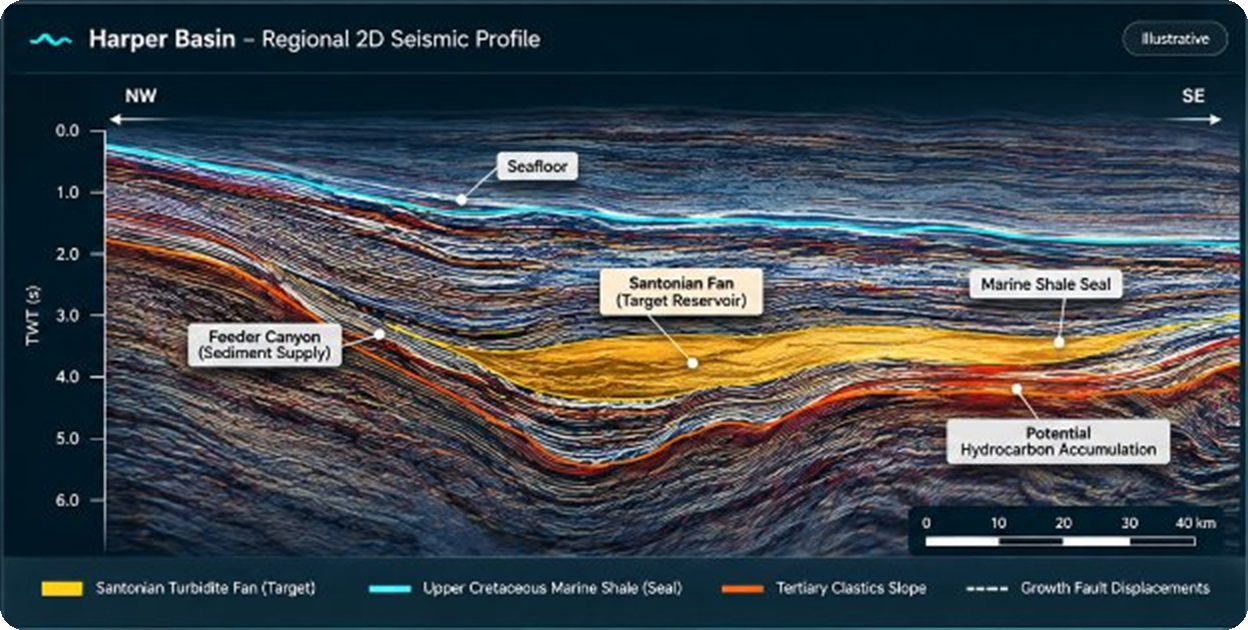 Harper Basin – Regional 2D Seismic Profile
Illustrative
NW
SE
0.0
Seafloor
1.0
2.0
Santonian Fan
(Target Reservoir)
Marine Shale Seal
TWT (s)
3.0
Feeder Canyon
(Sediment Supply)
4.0
Potential
Hydrocarbon Accumulation
5.0
6.0
0 10 20 30 40 km
Santonian Turbidite Fan (Target)
Upper Cretaceous Marine Shale (Seal)
Tertiary Clastics Slope
Growth Fault Displacements